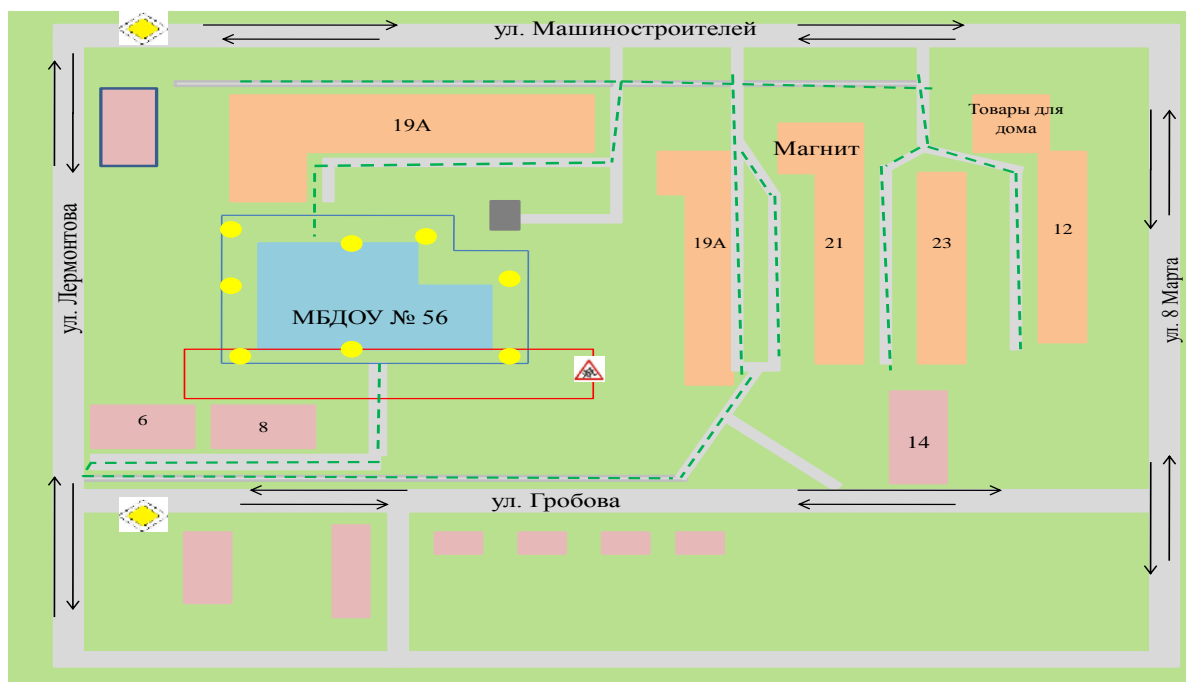 ул. Машиностроителей
19А
Товары для
дома
Магнит
ул. Лермонтова
19А
21
23
12
ул. 8 Марта
МБДОУ № 56
6
8
14
ул. Гробова